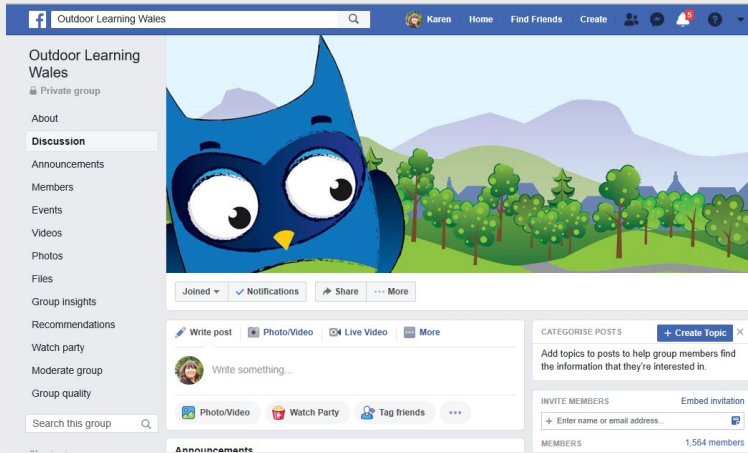 Outdoor Learning Wales
Karen Home Find Friends Create 5
Outdoor Learning
Wales
Private group
About
Discussion
Announcements
Members
Events
Videos
Photos
Files
Group insights
Recommendations
Watch party
Moderate group
Group quality
Search this group
Joined Notifications Share More
Write post Photo/Video Live Video More
Write something...
Photo/Video Watch Party Tag friends
Announcements
CATEGORISE POSTS + Create Topic
Add topics to posts to help group members find
the information that they're interested in.
INVITE MEMBERS Embed invitation
+ Enter name or email address...
MEMBERS 1,564 members